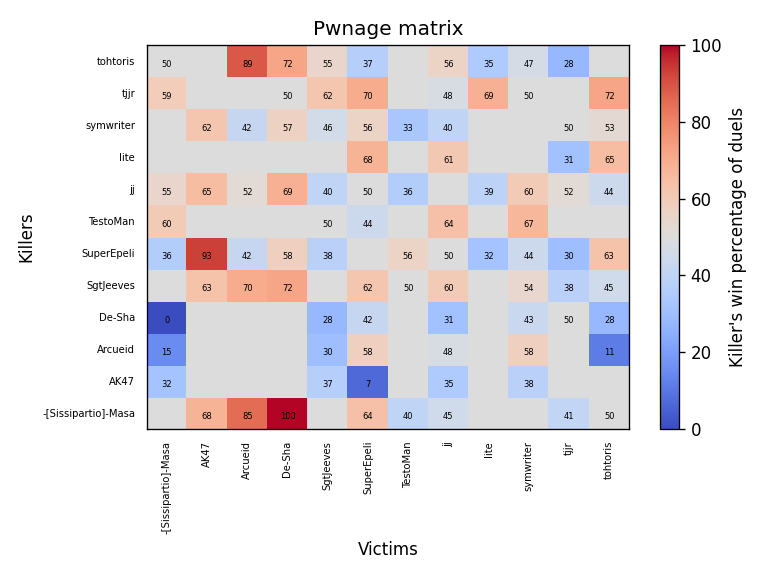 Pwnage matrix
Killers
tohtoris 50 89 72 55 37 56 35 47 28
tjjr 59 50 62 70 48 69 50 72
symwriter 62 42 57 46 56 33 40 50 53
lite 68 61 31 65
jj 55 65 52 69 40 50 36 39 60 52 44
TestoMan 60 50 44 64 67
SuperEpeli 36 93 42 58 38 56 50 32 44 30 63
SgtJeeves 63 70 72 62 50 60 54 38 45
De-Sha 0 28 42 31 43 50 28
Arcueid 15 30 58 48 58 11
AK47 32 37 7 35 38
-[Sissipartio]-Masa 68 85 100 64 40 45 41 50
-[Sissipartio]-Masa AK47 Arcueid De-Sha SgtJeeves SuperEpeli TestoMan jj lite symwriter tjjr tohtoris
Victims
100
80
60
40
20
0
Killer's win percentage of duels